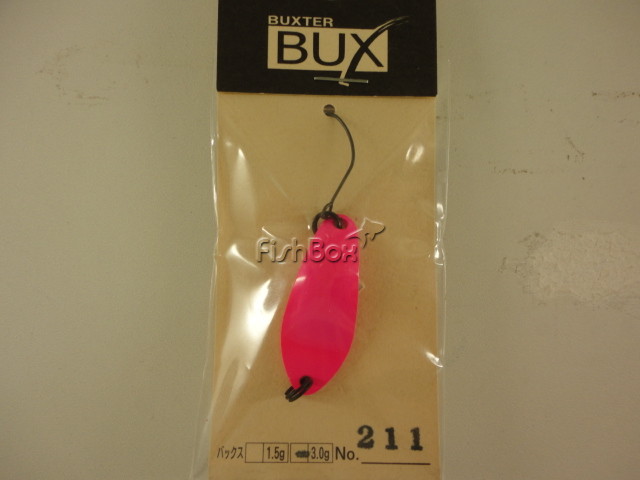 BUXTER
BUX
FishBox
バックス 1.5g 3.0g No. 211